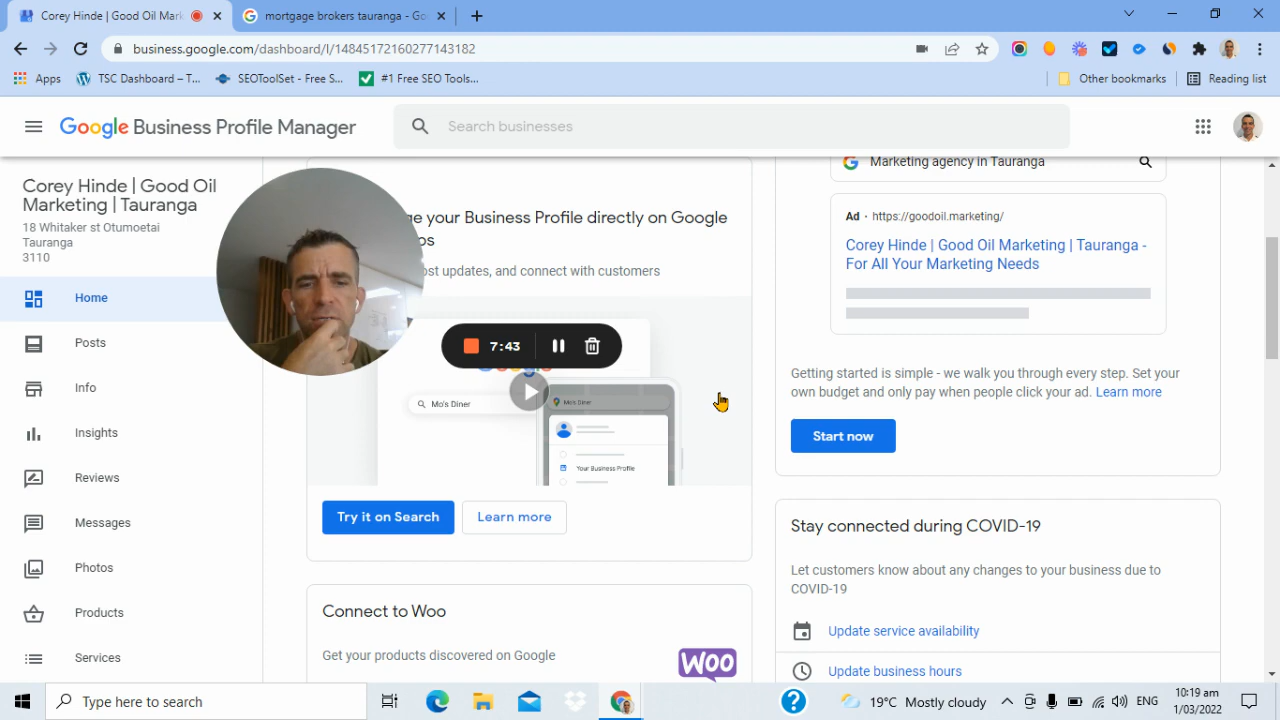 Corey Hinde | Good Oil Mark
mortgage brokers tauranga - Go
business.google.com/dashboard/l/14845172160277143182
Apps
TSC Dashboard – T...
SEOToolSet - Free S...
#1 Free SEO Tools...
Other bookmarks
Reading list
Google Business Profile Manager
Search businesses
Corey Hinde | Good Oil
Marketing | Tauranga
18 Whitaker st Otumoetai
Tauranga
3110
Home
Posts
Info
Insights
Reviews
Messages
Photos
Products
Services
ge your Business Profile directly on Google
ps
ost updates, and connect with customers
7:43
Mo's Diner
Mo's Diner
Your Business Profile
Try it on Search
Learn more
Connect to Woo
Get your products discovered on Google
Woo
Marketing agency in Tauranga
Ad · https://goodoil.marketing/
Corey Hinde | Good Oil Marketing | Tauranga -
For All Your Marketing Needs
Getting started is simple - we walk you through every step. Set your
own budget and only pay when people click your ad. Learn more
Start now
Stay connected during COVID-19
Let customers know about any changes to your business due to
COVID-19
Update service availability
Update business hours
Type here to search
19°C Mostly cloudy
ENG
10:19 am
1/03/2022